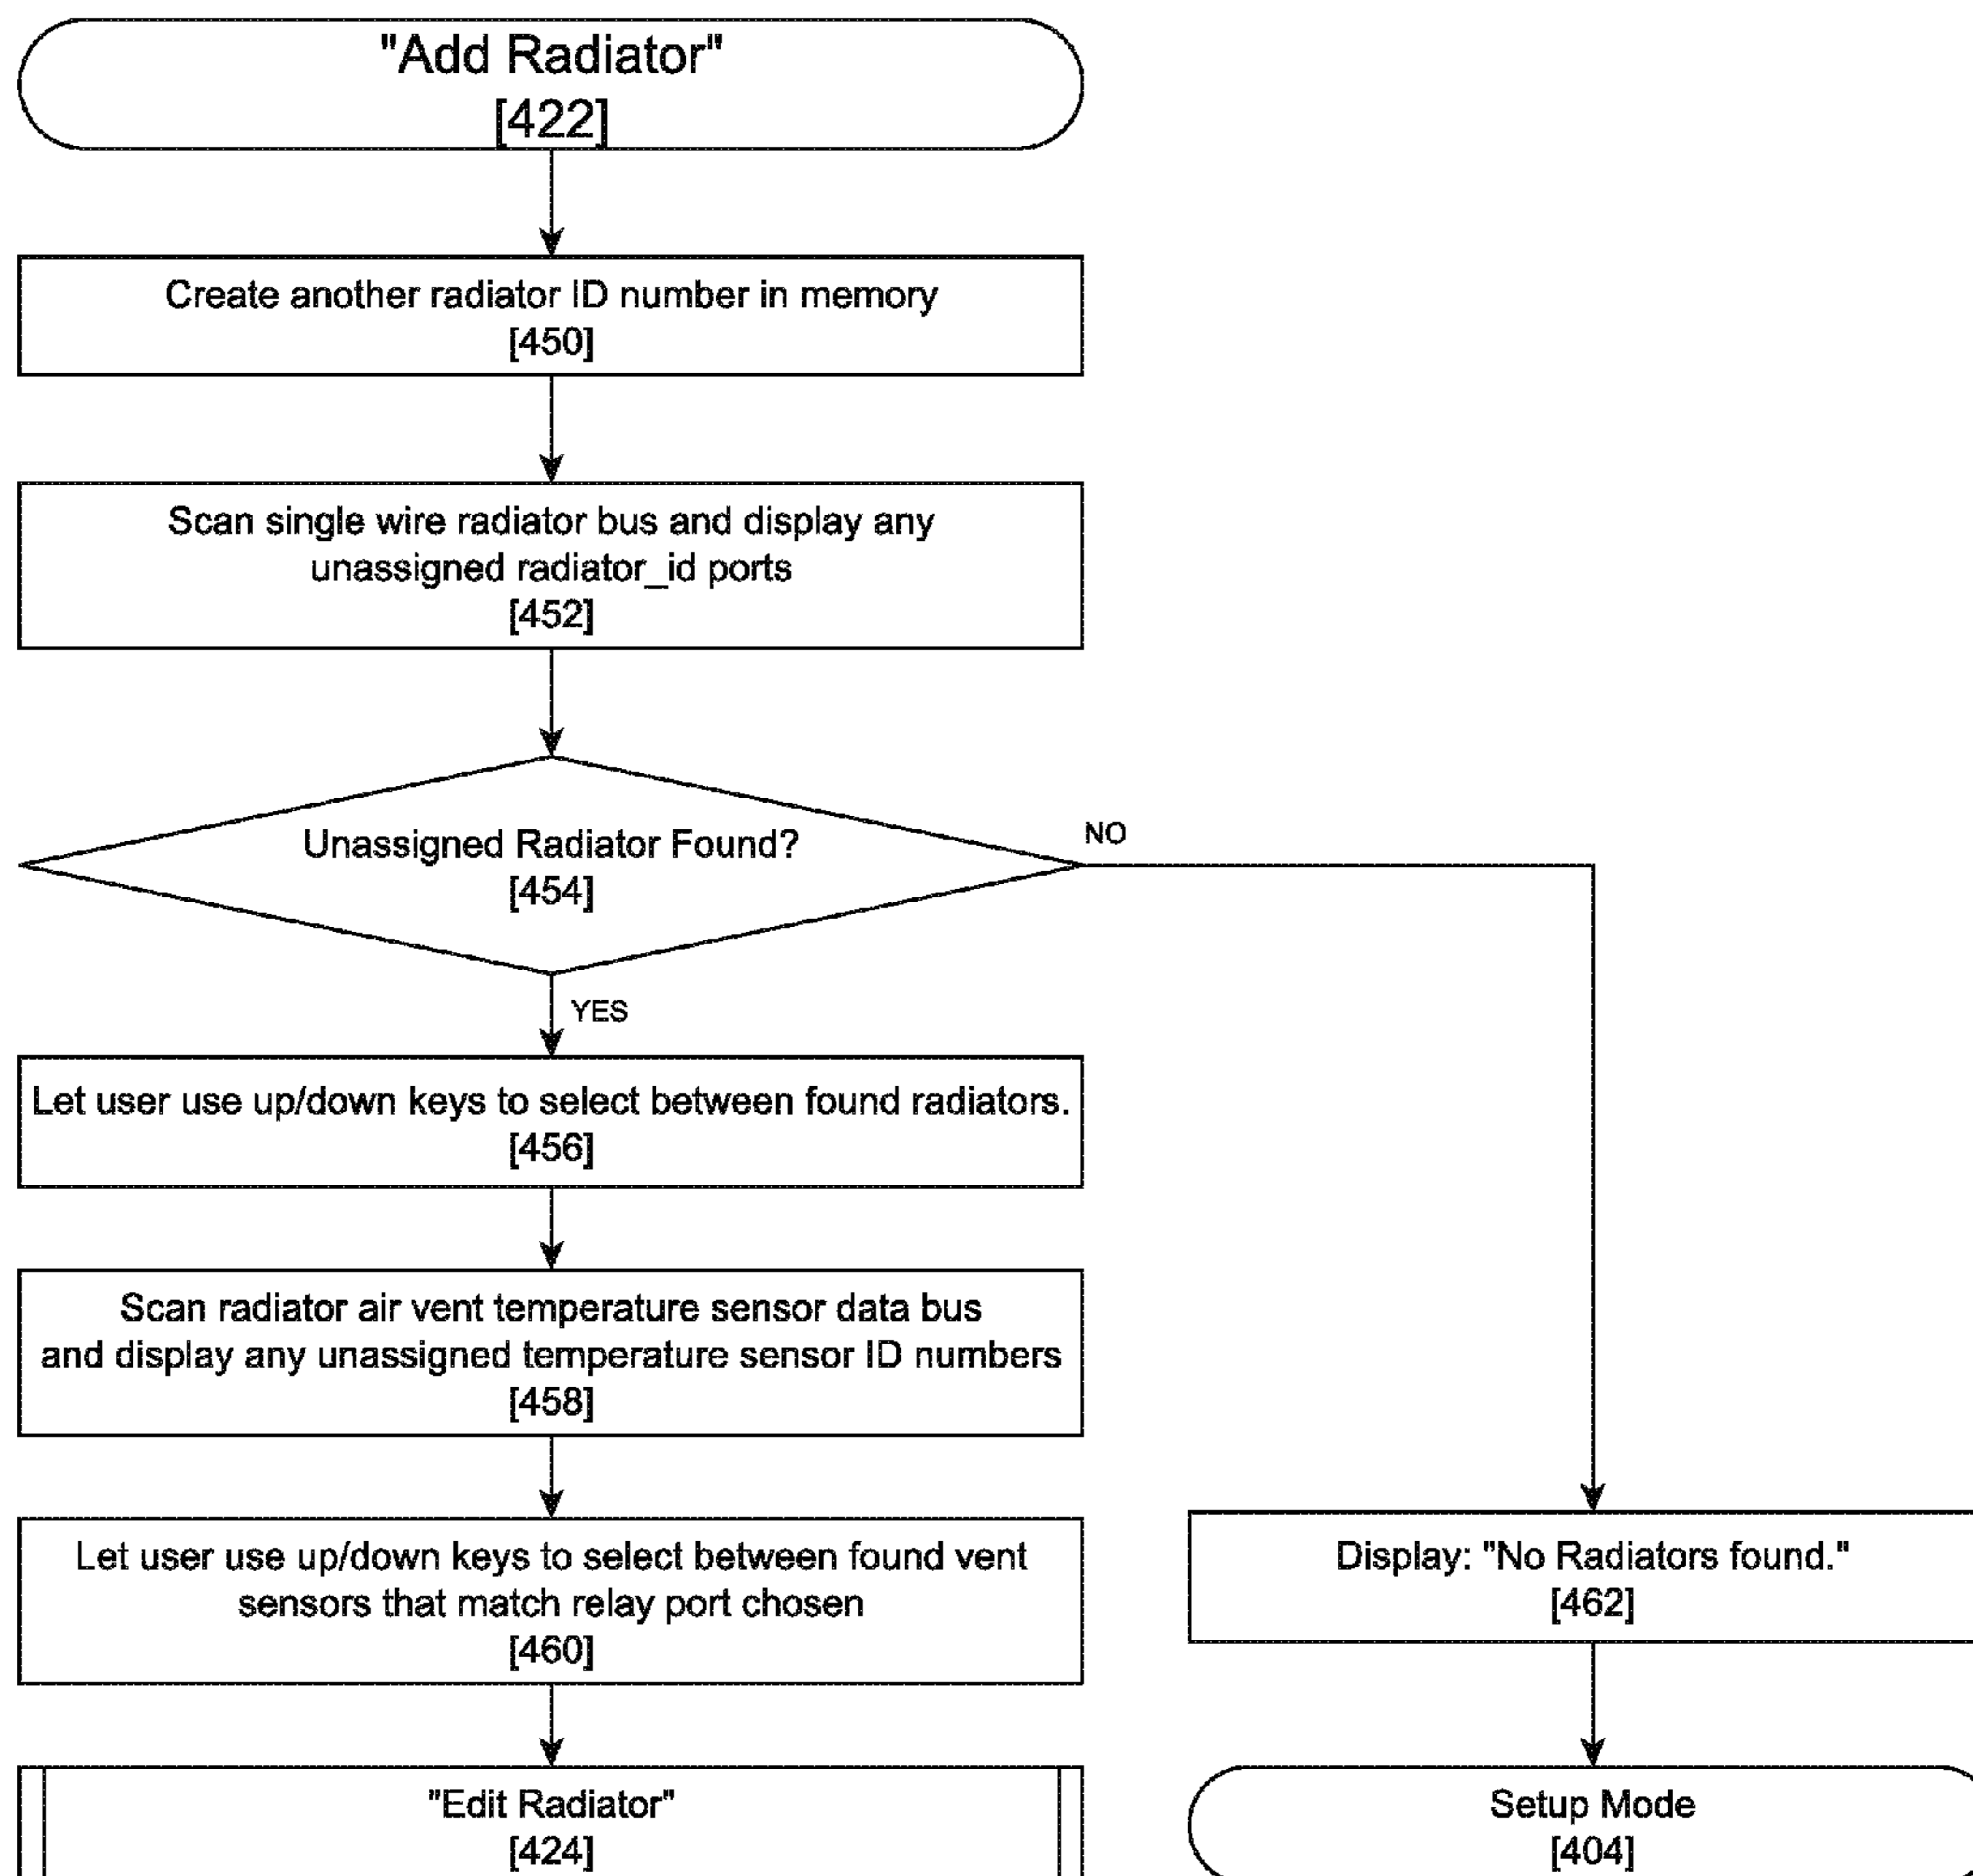 "Add Radiator"
[422]
Create another radiator ID number in memory
[450]
Scan single wire radiator bus and display any
unassigned radiator_id ports
[452]
Unassigned Radiator Found?
[454]
NO
YES
Let user use up/down keys to select between found radiators.
[456]
Scan radiator air vent temperature sensor data bus
and display any unassigned temperature sensor ID numbers
[458]
Let user use up/down keys to select between found vent
sensors that match relay port chosen
[460]
Display: "No Radiators found."
[462]
"Edit Radiator"
[424]
Setup Mode
[404]